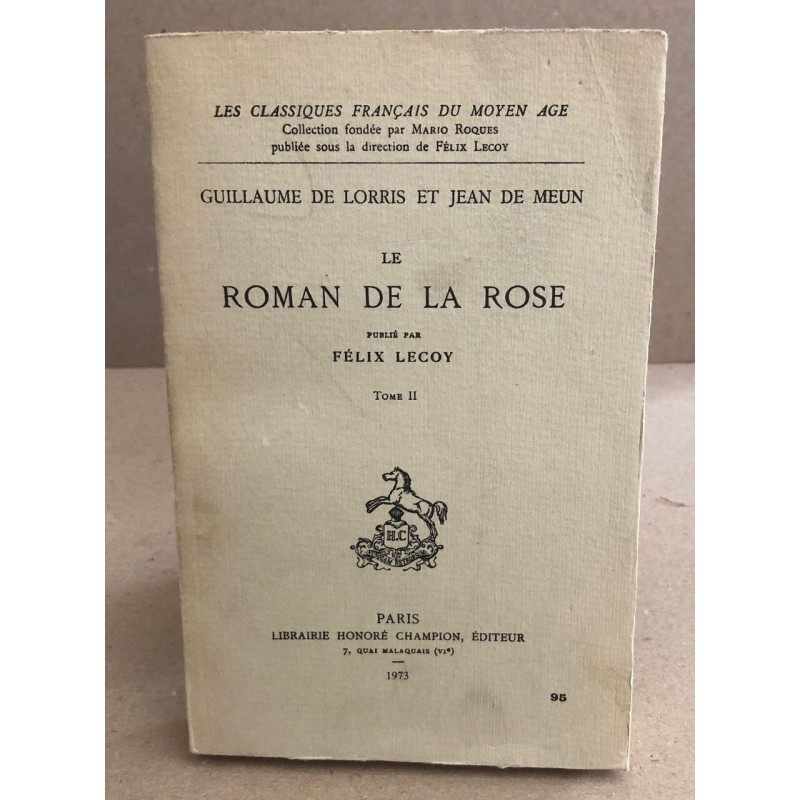 LES CLASSIQUES FRANÇAIS DU MOYEN AGE
Collection fondée par MARIO ROQUES
publiée sous la direction de FÉLIX LECOY
GUILLAUME DE LORRIS ET JEAN DE MEUN
LE
ROMAN DE LA ROSE
PUBLIÉ PAR
FÉLIX LECOY
TOME II
H.C
PARIS
LIBRAIRIE HONORÉ CHAMPION, ÉDITEUR
7, QUAI MALAQUAIS (VIe)
1973
95